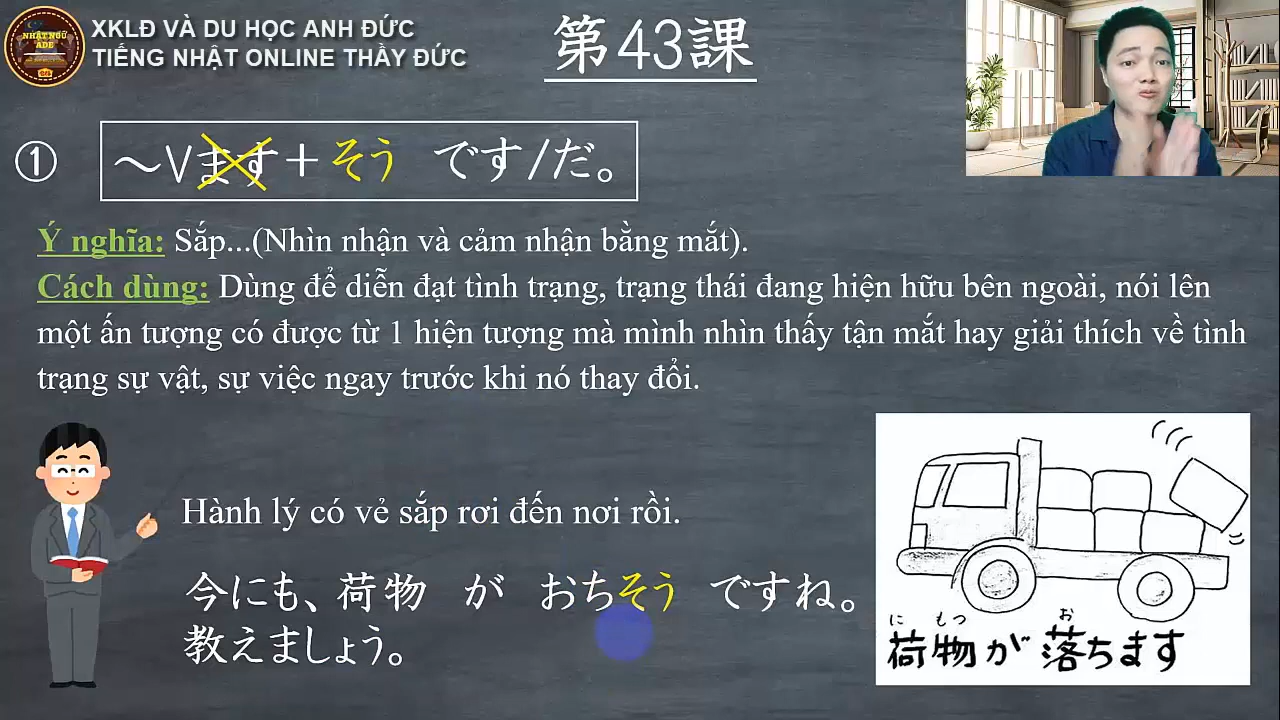 NHẬT NGỮ
ADE
XKLĐ VÀ DU HỌC ANH ĐỨC
TIẾNG NHẬT ONLINE THẦY ĐỨC
第43課
① ～Vます＋そう です/だ。
Ý nghĩa: Sắp...(Nhìn nhận và cảm nhận bằng mắt).
Cách dùng: Dùng để diễn đạt tình trạng, trạng thái đang hiện hữu bên ngoài, nói lên
một ấn tượng có được từ 1 hiện tượng mà mình nhìn thấy tận mắt hay giải thích về tình
trạng sự vật, sự việc ngay trước khi nó thay đổi.
Hành lý có vẻ sắp rơi đến nơi rồi.
今にも、荷物 が おちそう ですね。
教えましょう。
に もつ お
荷物が 落ちます